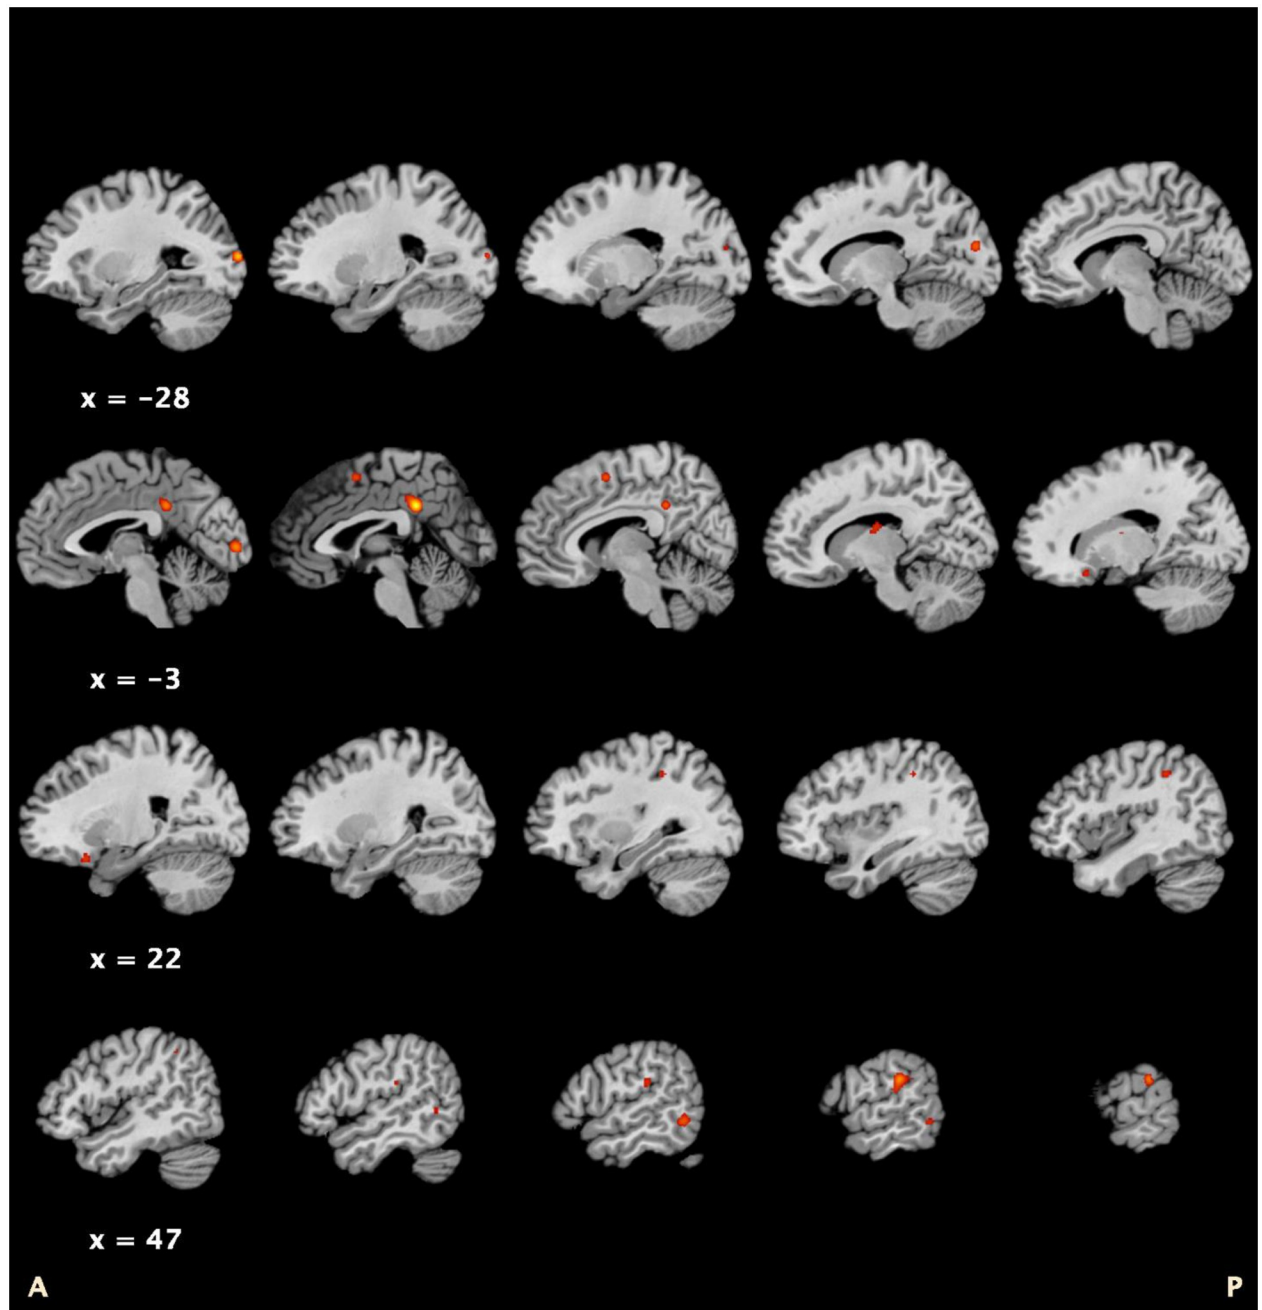 x = –28
x = –3
x = 22
x = 47
A P